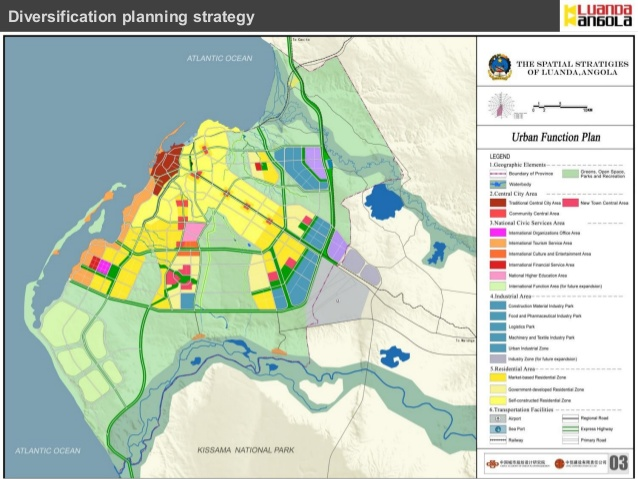 Diversification planning strategy
LUANDA
ANGOLA
THE SPATIAL STRATIGIES
OF LUANDA, ANGOLA
Urban Function Plan
LEGEND
1.Geographic Elements
Boundary of Province
Greens, Open Space,
Parks and Recreation
Waterbody
2.Central City Area
Traditional Central City Area
New Town Central Area
Community Central Area
3.National Civic Services Area
International Organizations Office Area
International Tourism Service Area
International Culture and Entertainment Area
International Financial Service Area
National Higher Education Area
International Function Area (for future expansion)
4.Industrial Area
Construction Material Industry Park
Food and Pharmaceutical Industry Park
Logistics Park
Machinery and Textile Industry Park
Urban Industrial Zone
Industry Zone (for future expansion)
5.Residential Area
Market-based Residential Zone
Government-developed Residential Zone
Self-constructed Residential Zone
6.Transportation Facilities
Airport
Regional Road
Sea Port
Express Highway
Railway
Primary Road
03
ATLANTIC OCEAN
ATLANTIC OCEAN
KISSAMA NATIONAL PARK